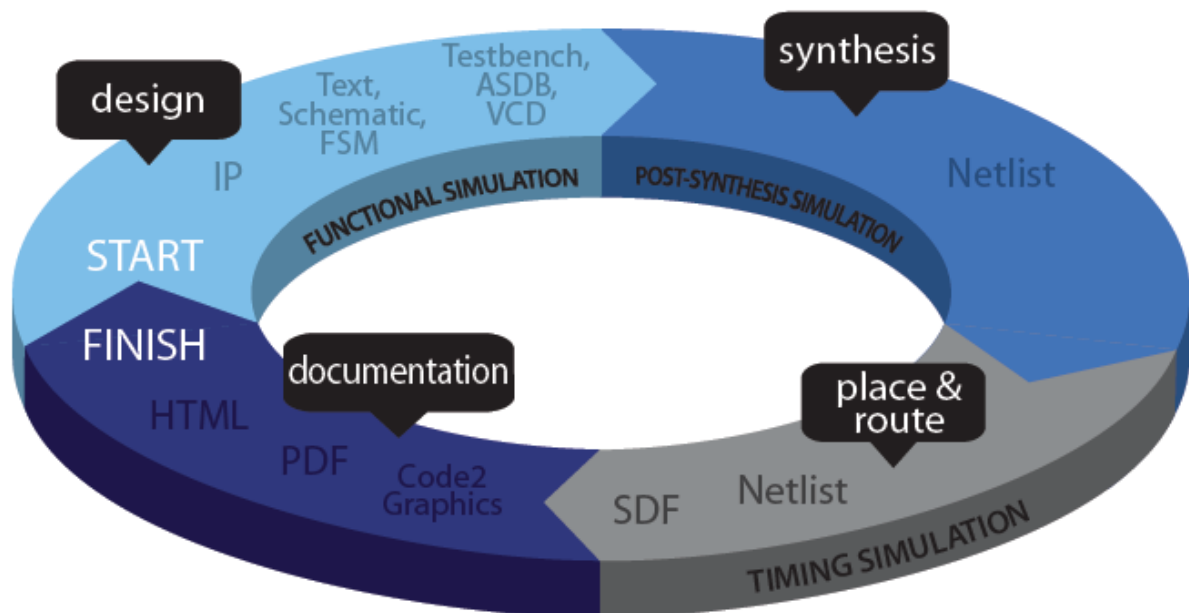 design
Text,
Schematic,
FSM
Testbench,
ASDB,
VCD
synthesis
IP
Netlist
FUNCTIONAL SIMULATION
POST-SYNTHESIS SIMULATION
START
FINISH
documentation
place &
route
HTML
PDF
Code2
Graphics
SDF
Netlist
TIMING SIMULATION